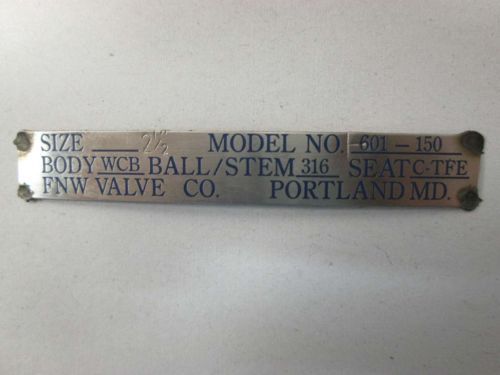 SIZE 2½" MODEL NO. 601-150
BODY WCB BALL/STEM 316 SEAT C-TFE
FNW VALVE CO. PORTLAND MD.